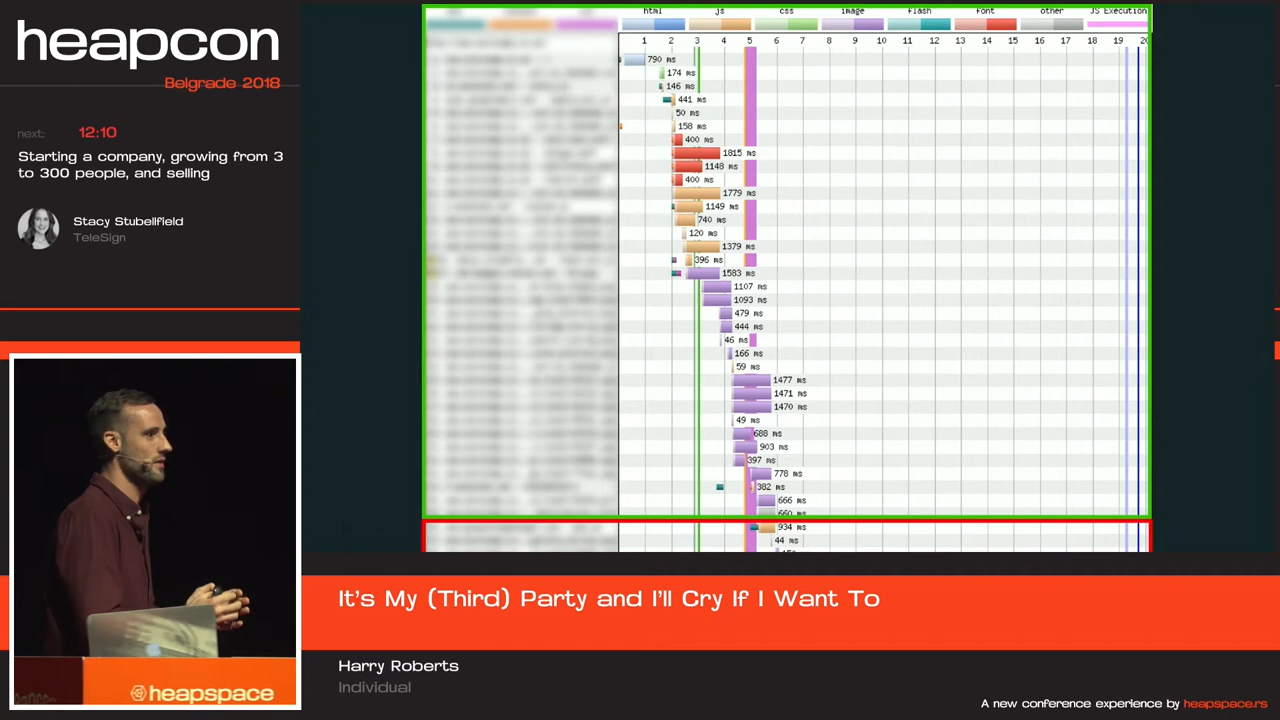 heapcon
Belgrade 2018
next: 12:10
Starting a company, growing from 3
to 300 people, and selling
Stacy Stubellfield
TeleSign
html js css image flash font other JS Execution
1 2 3 4 5 6 7 8 9 10 11 12 13 14 15 16 17 18 19 20
790 ms
174 ms
146 ms
441 ms
50 ms
158 ms
400 ms
1815 ms
1148 ms
400 ms
1779 ms
1149 ms
740 ms
120 ms
1379 ms
396 ms
1583 ms
1107 ms
1093 ms
479 ms
444 ms
46 ms
166 ms
59 ms
1477 ms
1471 ms
1470 ms
49 ms
688 ms
903 ms
397 ms
778 ms
382 ms
666 ms
660 ms
934 ms
44 ms
heapspace
It's My (Third) Party and I'll Cry If I Want To
Harry Roberts
Individual
A new conference experience by heapspace.rs